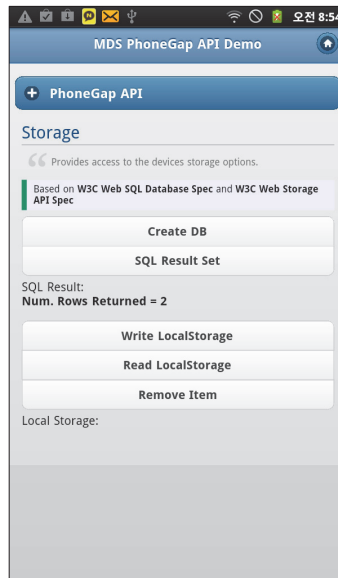 오전 8:54
MDS PhoneGap API Demo
PhoneGap API
Storage
Provides access to the devices storage options.
Based on W3C Web SQL Database Spec and W3C Web Storage
API Spec
Create DB
SQL Result Set
SQL Result:
Num. Rows Returned = 2
Write LocalStorage
Read LocalStorage
Remove Item
Local Storage: